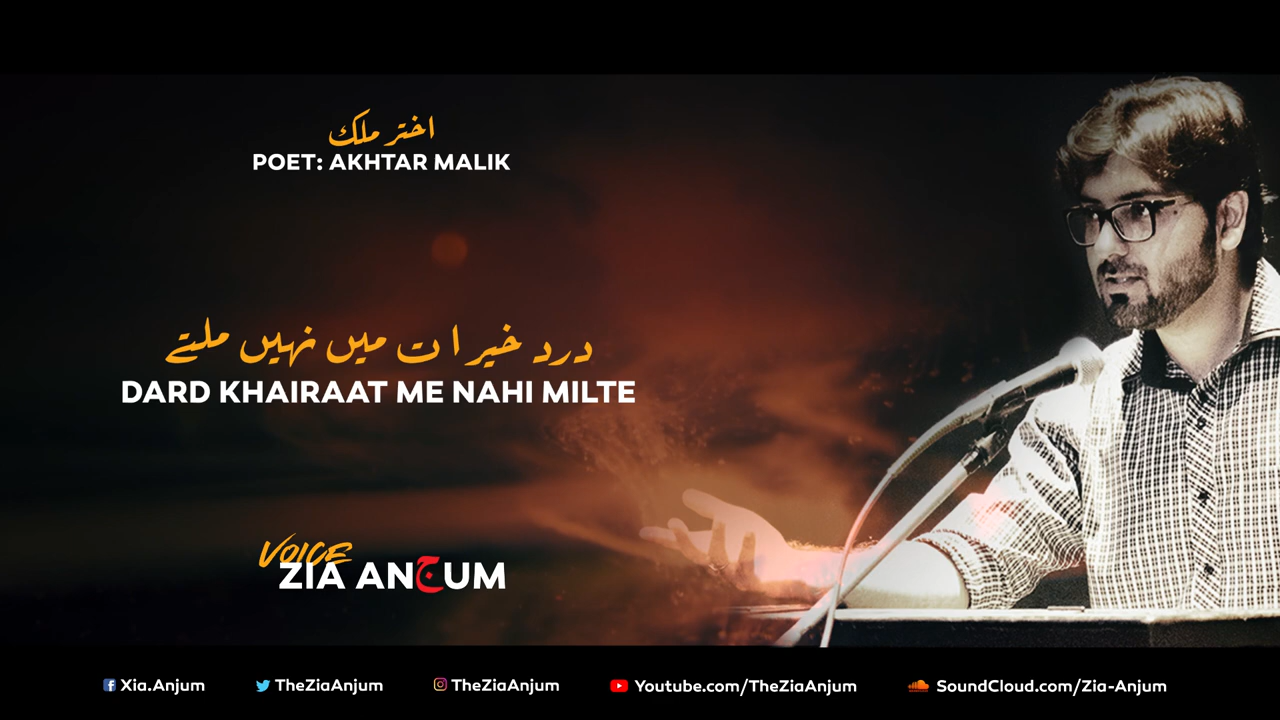 اختر ملک
POET: AKHTAR MALIK
درد خیرات میں نہیں ملتے
DARD KHAIRAAT ME NAHI MILTE
VOICE
ZIA ANجUM
Xia.Anjum
TheZiaAnjum
TheZiaAnjum
Youtube.com/TheZiaAnjum
SoundCloud.com/Zia-Anjum